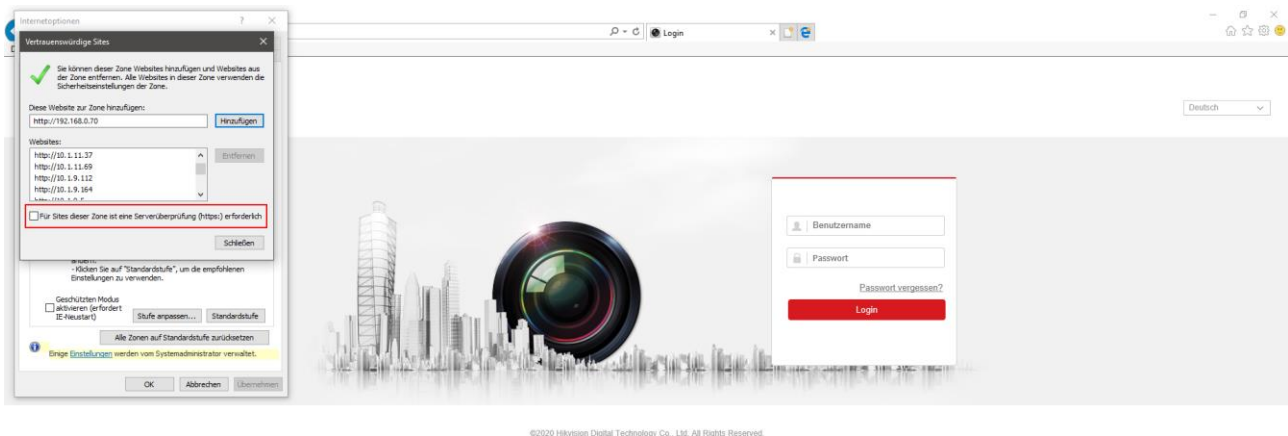 Internetoptionen
Vertrauenswürdige Sites
Sie können dieser Zone Websites hinzufügen und Websites aus
der Zone entfernen. Alle Websites in dieser Zone verwenden die
Sicherheitseinstellungen der Zone.
Diese Website zur Zone hinzufügen:
http://192.168.0.70
Hinzufügen
Websites:
http://10.1.11.37
http://10.1.11.69
http://10.1.9.112
http://10.1.9.164
Entfernen
Für Sites dieser Zone ist eine Serverüberprüfung (https:) erforderlich
Schließen
ändern.
-Klicken Sie auf "Standardstufe", um die empfohlenen
Einstellungen zu verwenden.
Geschützten Modus
aktivieren (erfordert
IE-Neustart)
Stufe anpassen...
Standardstufe
Alle Zonen auf Standardstufe zurücksetzen
Einige Einstellungen werden vom Systemadministrator verwaltet.
OK
Abbrechen
Übernehmen
Login
Deutsch
Benutzername
Passwort
Passwort vergessen?
Login
©2020 Hikvision Digital Technology Co., Ltd. All Rights Reserved.